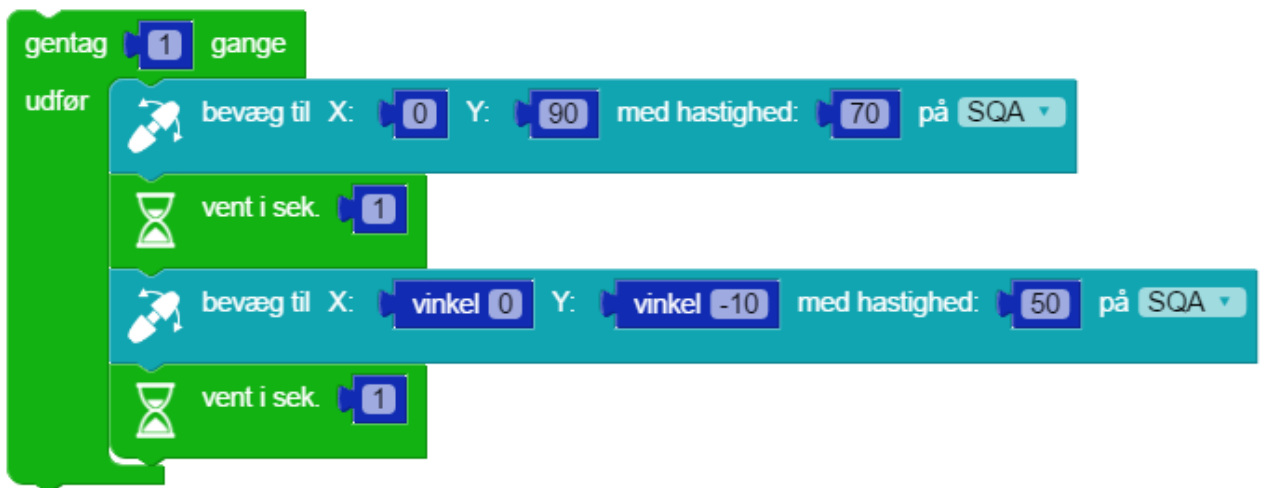 gentag 1 gange
udfør
bevæg til X: 0 Y: 90 med hastighed: 70 på SQA
vent i sek. 1
bevæg til X: vinkel 0 Y: vinkel -10 med hastighed: 50 på SQA
vent i sek. 1